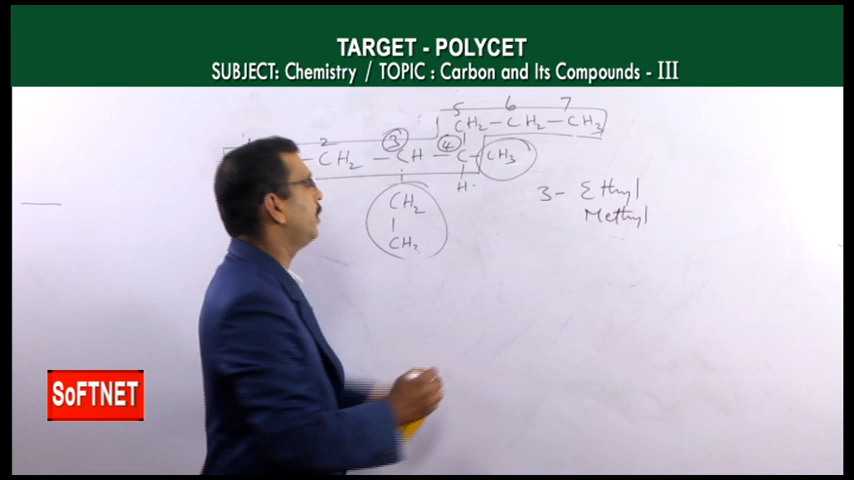 TARGET - POLYCET
SUBJECT: Chemistry / TOPIC : Carbon and Its Compounds - III
5 6 7
CH2 - CH2 - CH3
2 3 4
- CH2 - CH - C - CH3
H
CH2
CH2
3 - Ethyl
Methyl
SoFTNET